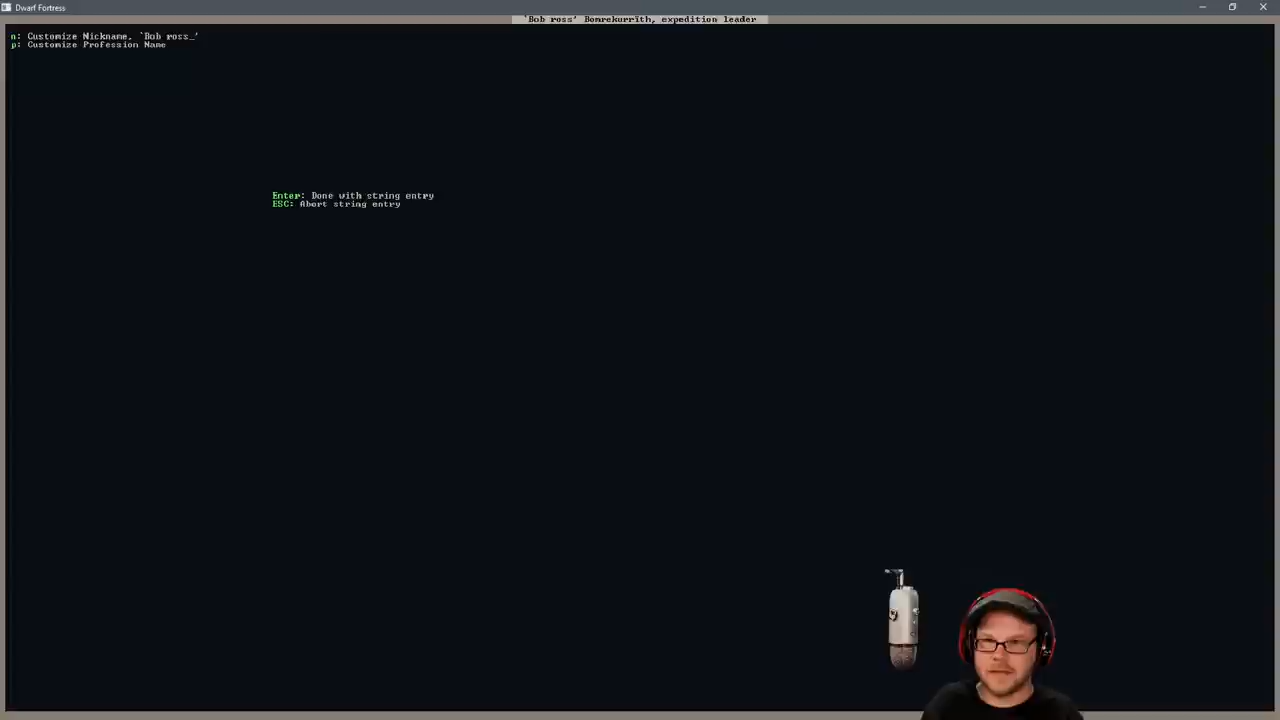 Dwarf Fortress
`Bob ross' Bomrekurrîth, expedition leader
n: Customize Nickname, `Bob ross_'
p: Customize Profession Name
Enter: Done with string entry
ESC: Abort string entry